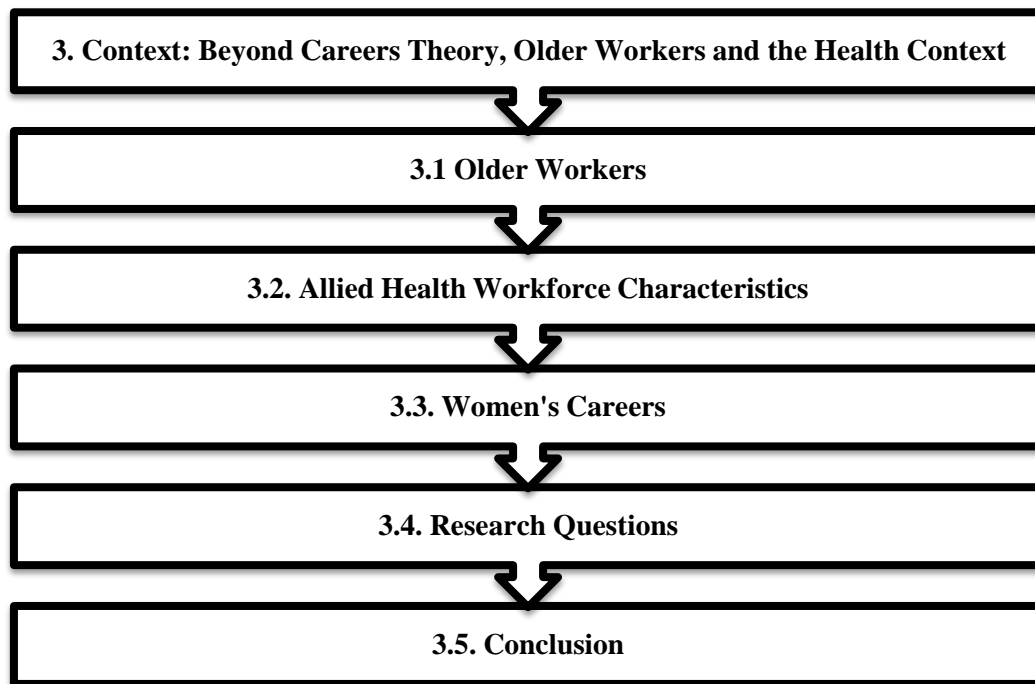 3. Context: Beyond Careers Theory, Older Workers and the Health Context
3.1 Older Workers
3.2. Allied Health Workforce Characteristics
3.3. Women's Careers
3.4. Research Questions
3.5. Conclusion